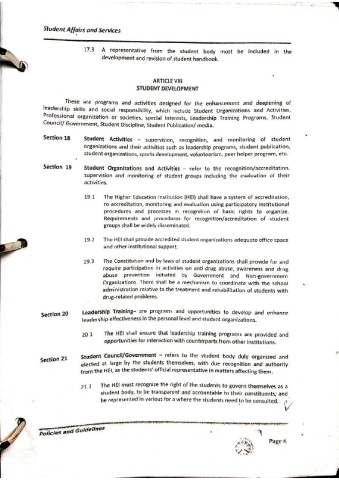 Student Affairs and Services
17.3 A representative from the student body must be included in the
development and revision of student handbook.
ARTICLE VIII
STUDENT DEVELOPMENT
These are programs and activities designed for the enhancement and deepening of
leadership skills and social responsibility, which include Student Organizations and Activities,
Professional organization or societies, special interests, Leadership Training Programs, Student
Council/ Government, Student Discipline, Student Publication/ media.
Section 18 Student Activities – supervision, recognition, and monitoring of student
organizations and their activities such as leadership programs, student publication,
student organizations, sports development, volunteerism, peer helper program, etc.
Section 19 Student Organizations and Activities – refer to the recognition/accreditation,
supervision and monitoring of student groups including the evaluation of their
activities.
19.1 The Higher Education Institution (HEI) shall have a system of accreditation,
re-accreditation, monitoring and evaluation using participatory institutional
procedures and processes in recognition of basic rights to organize.
Requirements and procedures for recognition/accreditation of student
groups shall be widely disseminated.
19.2 The HEI shall provide accredited student organizations adequate office space
and other institutional support.
19.3 The Constitution and by laws of student organizations shall provide for and
require participation in activities on anti drug abuse, awareness and drug
abuse prevention initiated by Government and Non-government
Organizations. There shall be a mechanism to coordinate with the school
administration relative to the treatment and rehabilitation of students with
drug-related problems.
Section 20 Leadership Training– are programs and opportunities to develop and enhance
leadership effectiveness in the personal level and student organizations.
20.1 The HEI shall ensure that leadership training programs are provided and
opportunities for interaction with counterparts from other institutions.
Section 21 Student Council/Government – refers to the student body duly organized and
elected at large by the students themselves, with due recognition and authority
from the HEI, as the students' official representative in matters affecting them.
21.1 The HEI must recognize the right of the students to govern themselves as a
student body, to be transparent and accountable to their constituents; and
be represented in various for a where the students need to be consulted.
Policies and Guidelines
Page 8